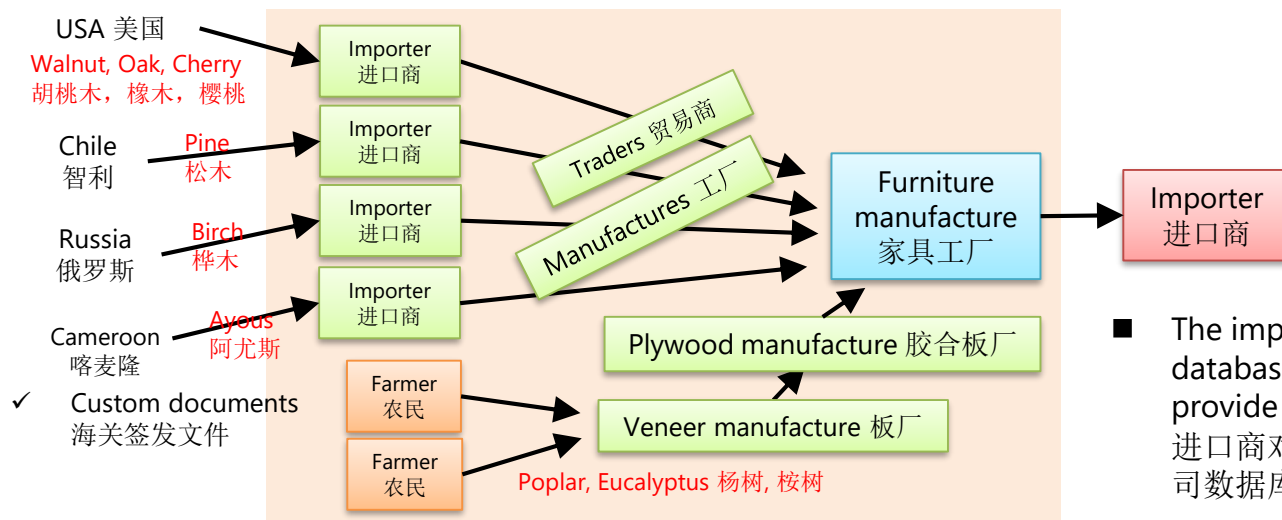 USA 美国
Walnut, Oak, Cherry
胡桃木，橡木，樱桃
Chile
智利
Pine
松木
Russia
俄罗斯
Birch
桦木
Cameroon
喀麦隆
Ayous
阿尤斯
✓ Custom documents
海关签发文件
Importer
进口商
Importer
进口商
Importer
进口商
Importer
进口商
Farmer
农民
Farmer
农民
Traders 贸易商
Manufactures 工厂
Furniture
manufacture
家具工厂
Plywood manufacture 胶合板厂
Veneer manufacture 板厂
Poplar, Eucalyptus 杨树, 桉树
Importer
进口商
■ The imp
databas
provide
进口商对
司数据库